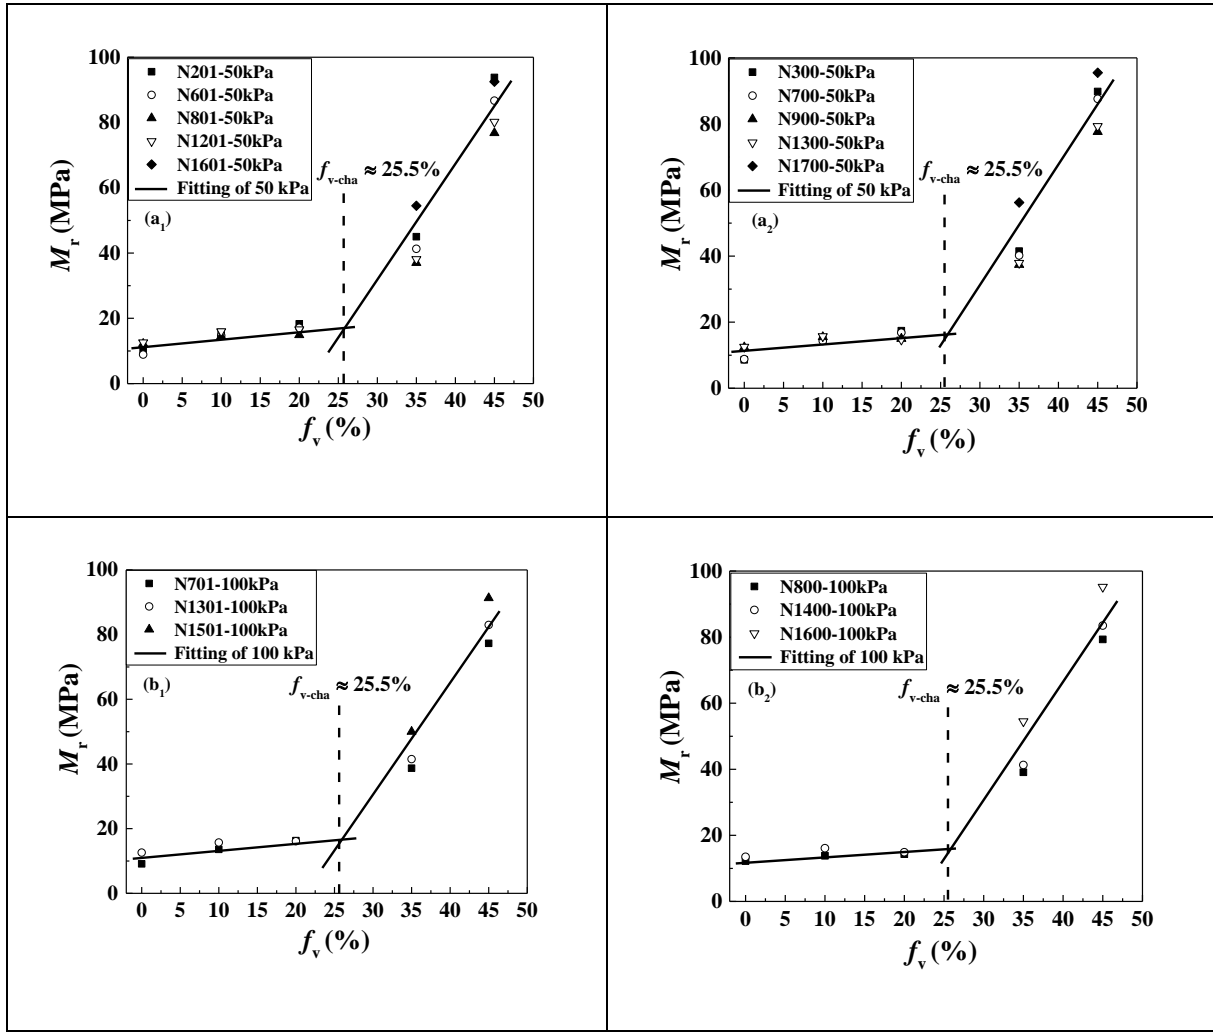 100
80
60
40
20
0
M_r (MPa)
N201-50kPa
N601-50kPa
N801-50kPa
N1201-50kPa
N1601-50kPa
Fitting of 50 kPa
(a_1)
f_v-cha ≈ 25.5%
0 5 10 15 20 25 30 35 40 45 50
f_v (%)
100
80
60
40
20
0
M_r (MPa)
N300-50kPa
N700-50kPa
N900-50kPa
N1300-50kPa
N1700-50kPa
Fitting of 50 kPa
(a_2)
f_v-cha ≈ 25.5%
0 5 10 15 20 25 30 35 40 45 50
f_v (%)
100
80
60
40
20
0
M_r (MPa)
N701-100kPa
N1301-100kPa
N1501-100kPa
Fitting of 100 kPa
(b_1)
f_v-cha ≈ 25.5%
0 5 10 15 20 25 30 35 40 45 50
f_v (%)
100
80
60
40
20
0
M_r (MPa)
N800-100kPa
N1400-100kPa
N1600-100kPa
Fitting of 100 kPa
(b_2)
f_v-cha ≈ 25.5%
0 5 10 15 20 25 30 35 40 45 50
f_v (%)